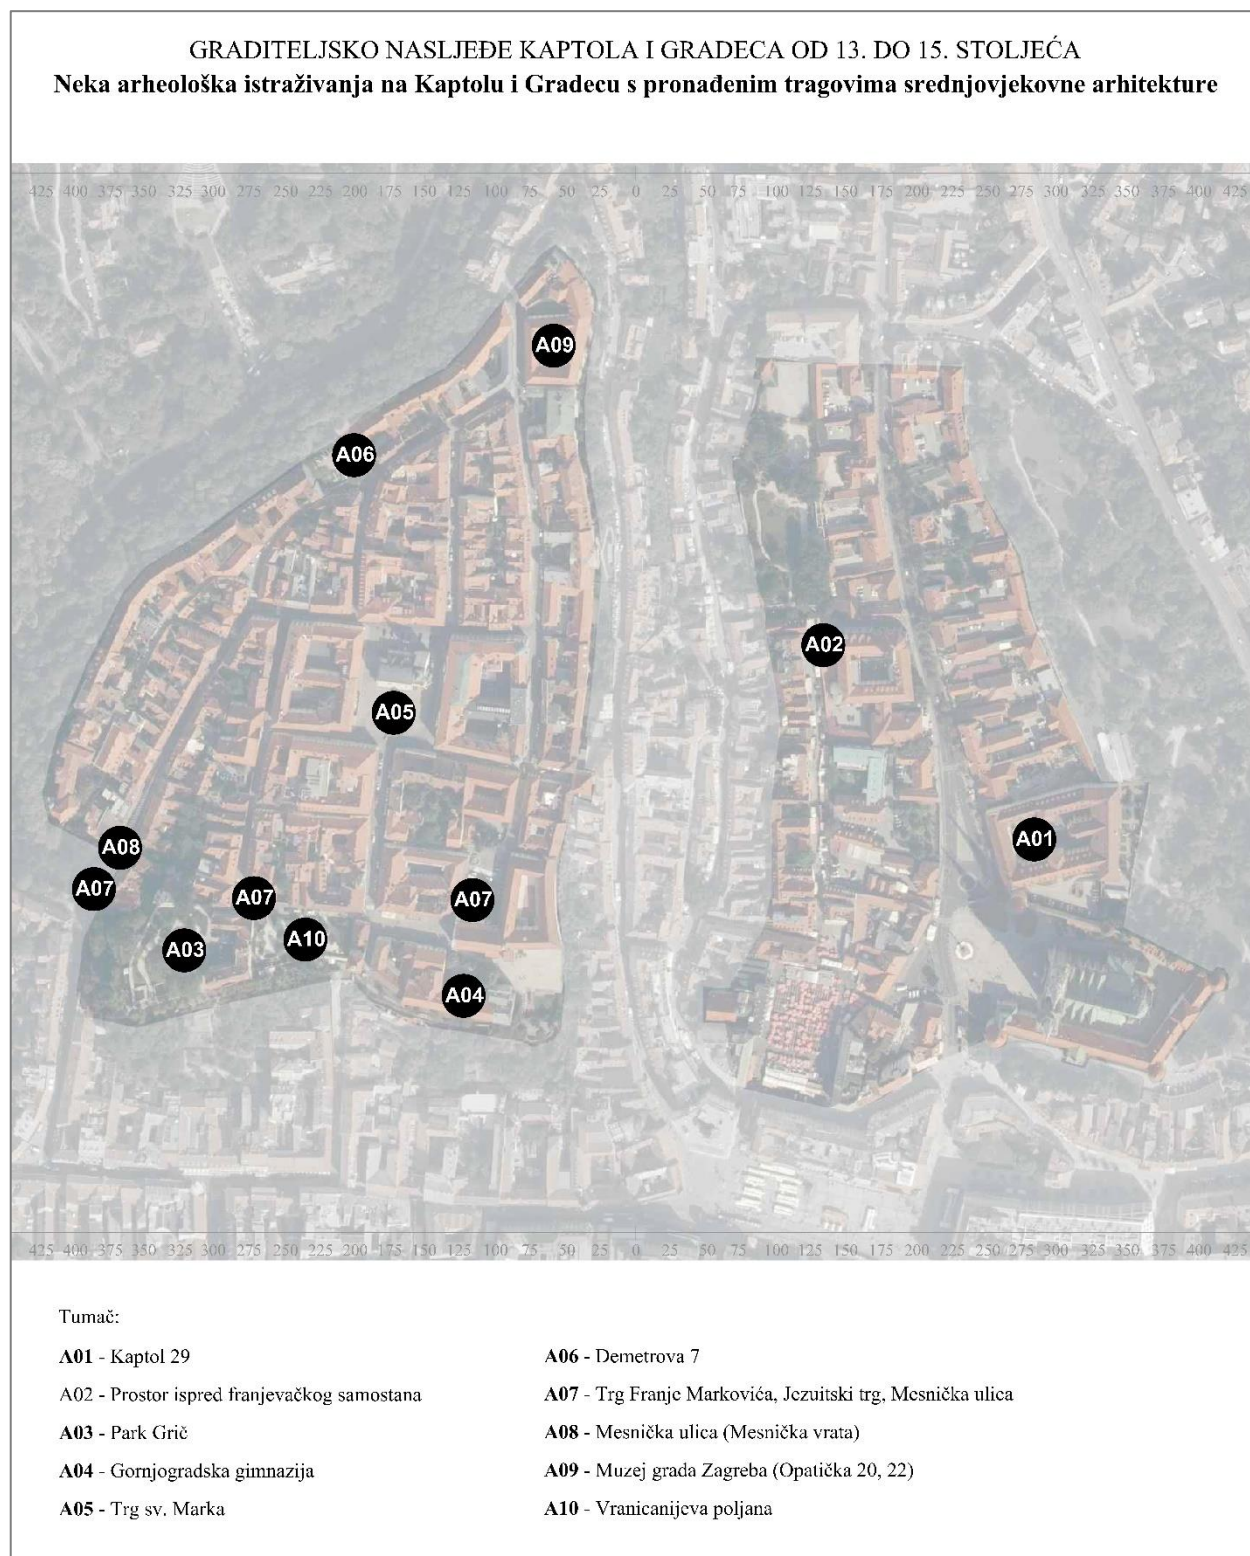 GRADITELJSKO NASLJEĐE KAPTOLA I GRADECA OD 13. DO 15. STOLJEĆA
Neka arheološka istraživanja na Kaptolu i Gradecu s pronađenim tragovima srednjovjekovne arhitekture
425 400 375 350 325 300 275 250 225 200 175 150 125 100 75 50 25 0 25 50 75 100 125 150 175 200 225 250 275 300 325 350 375 400 425
A09
A06
A02
A05
A01
A08
A07
A07
A07
A10
A03
A04
425 400 375 350 325 300 275 250 225 200 175 150 125 100 75 50 25 0 25 50 75 100 125 150 175 200 225 250 275 300 325 350 375 400 425
Tumač:
A01 - Kaptol 29
A02 - Prostor ispred franjevačkog samostana
A03 - Park Grič
A04 - Gornjogradska gimnazija
A05 - Trg sv. Marka
A06 - Demetrova 7
A07 - Trg Franje Markovića, Jezuitski trg, Mesnička ulica
A08 - Mesnička ulica (Mesnička vrata)
A09 - Muzej grada Zagreba (Opatička 20, 22)
A10 - Vranicanijeva poljana